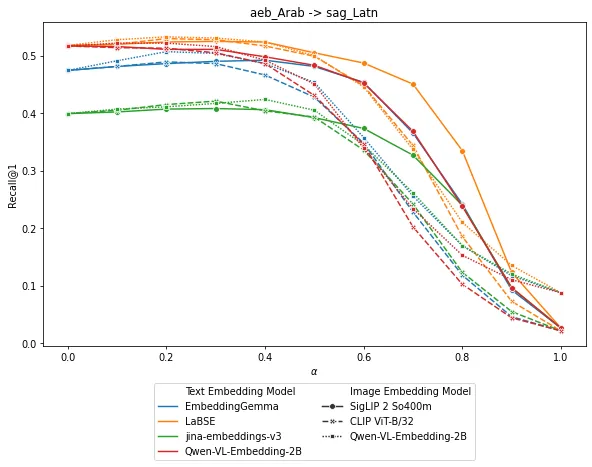 aeb_Arab -> sag_Latn
Recall@1
0.5
0.4
0.3
0.2
0.1
0.0
0.0
0.2
0.4
0.6
0.8
1.0
α
Text Embedding Model
EmbeddingGemma
LaBSE
jina-embeddings-v3
Qwen-VL-Embedding-2B
Image Embedding Model
SigLIP 2 So400m
CLIP ViT-B/32
Qwen-VL-Embedding-2B